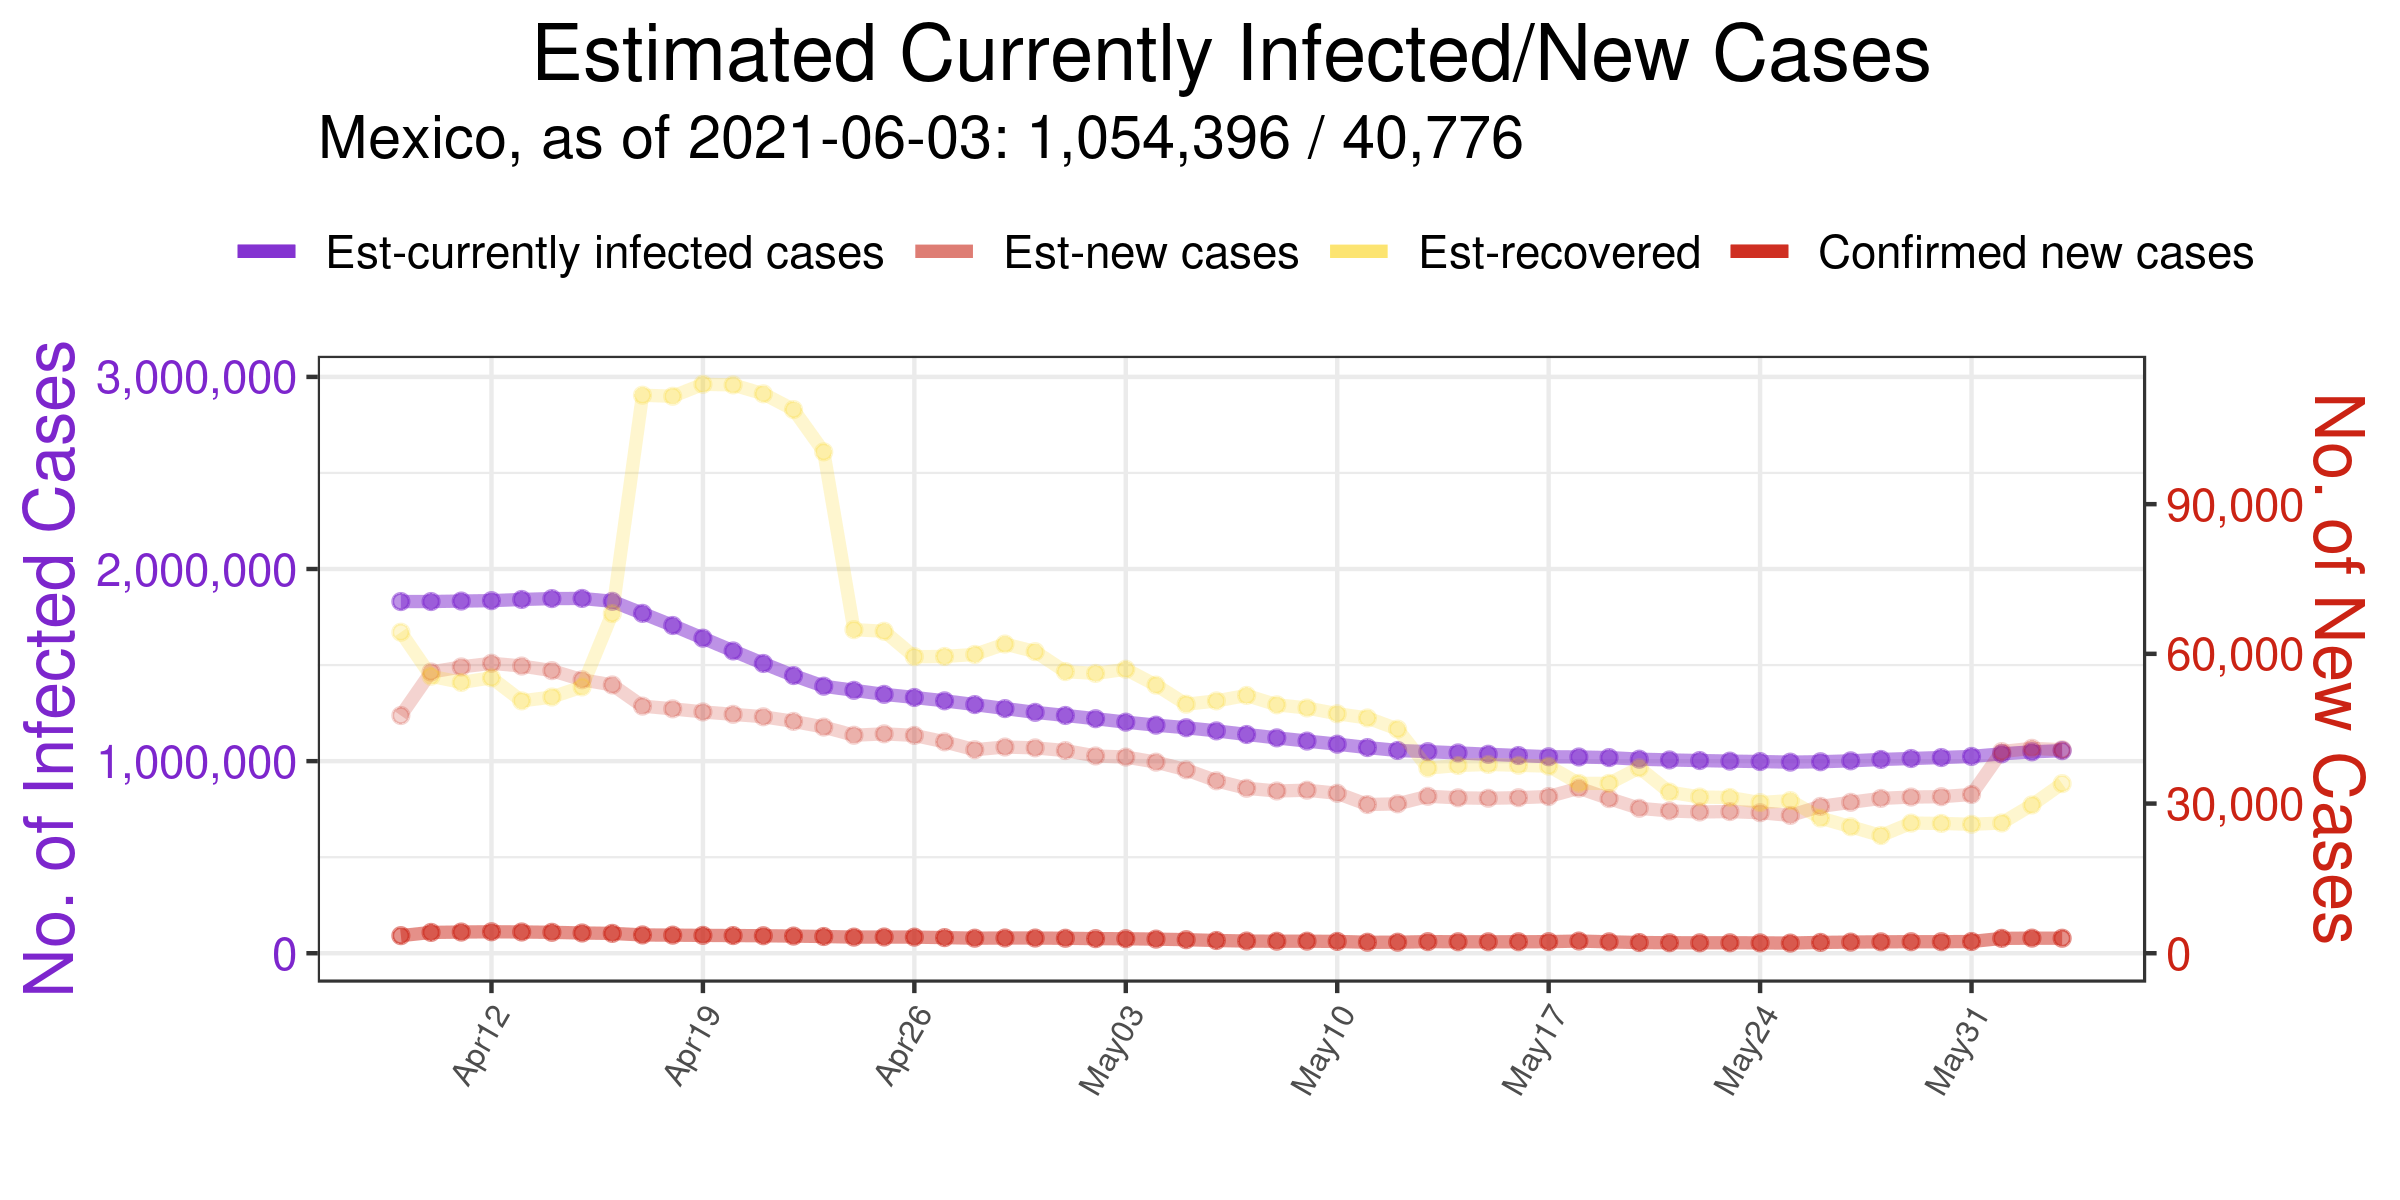 Estimated Currently Infected/New Cases
Mexico, as of 2021-06-03: 1,054,396 / 40,776
Est-currently infected cases Est-new cases Est-recovered Confirmed new cases
No. of Infected Cases
3,000,000
2,000,000
1,000,000
0
90,000
60,000
30,000
0
No. of New Cases
Apr12 Apr19 Apr26 May03 May10 May17 May24 May31